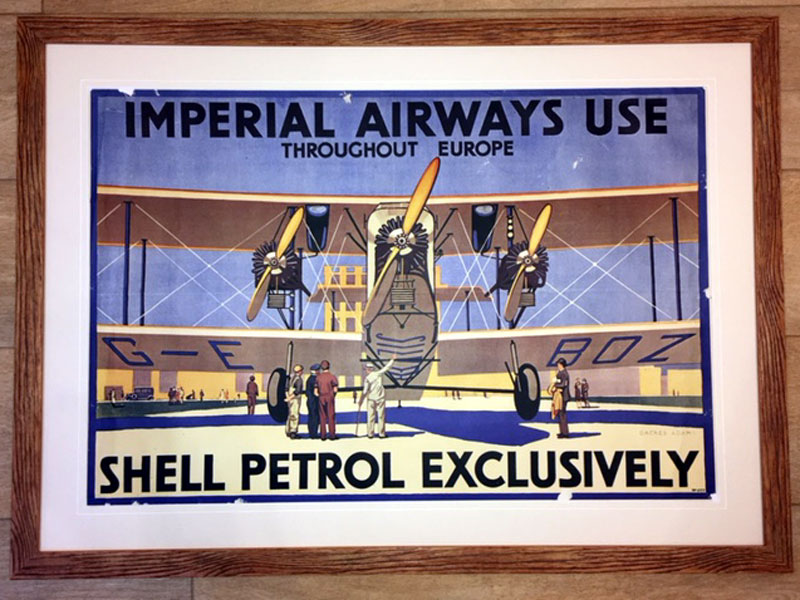 IMPERIAL AIRWAYS USE
THROUGHOUT EUROPE
G-E BOZ
SHELL PETROL EXCLUSIVELY